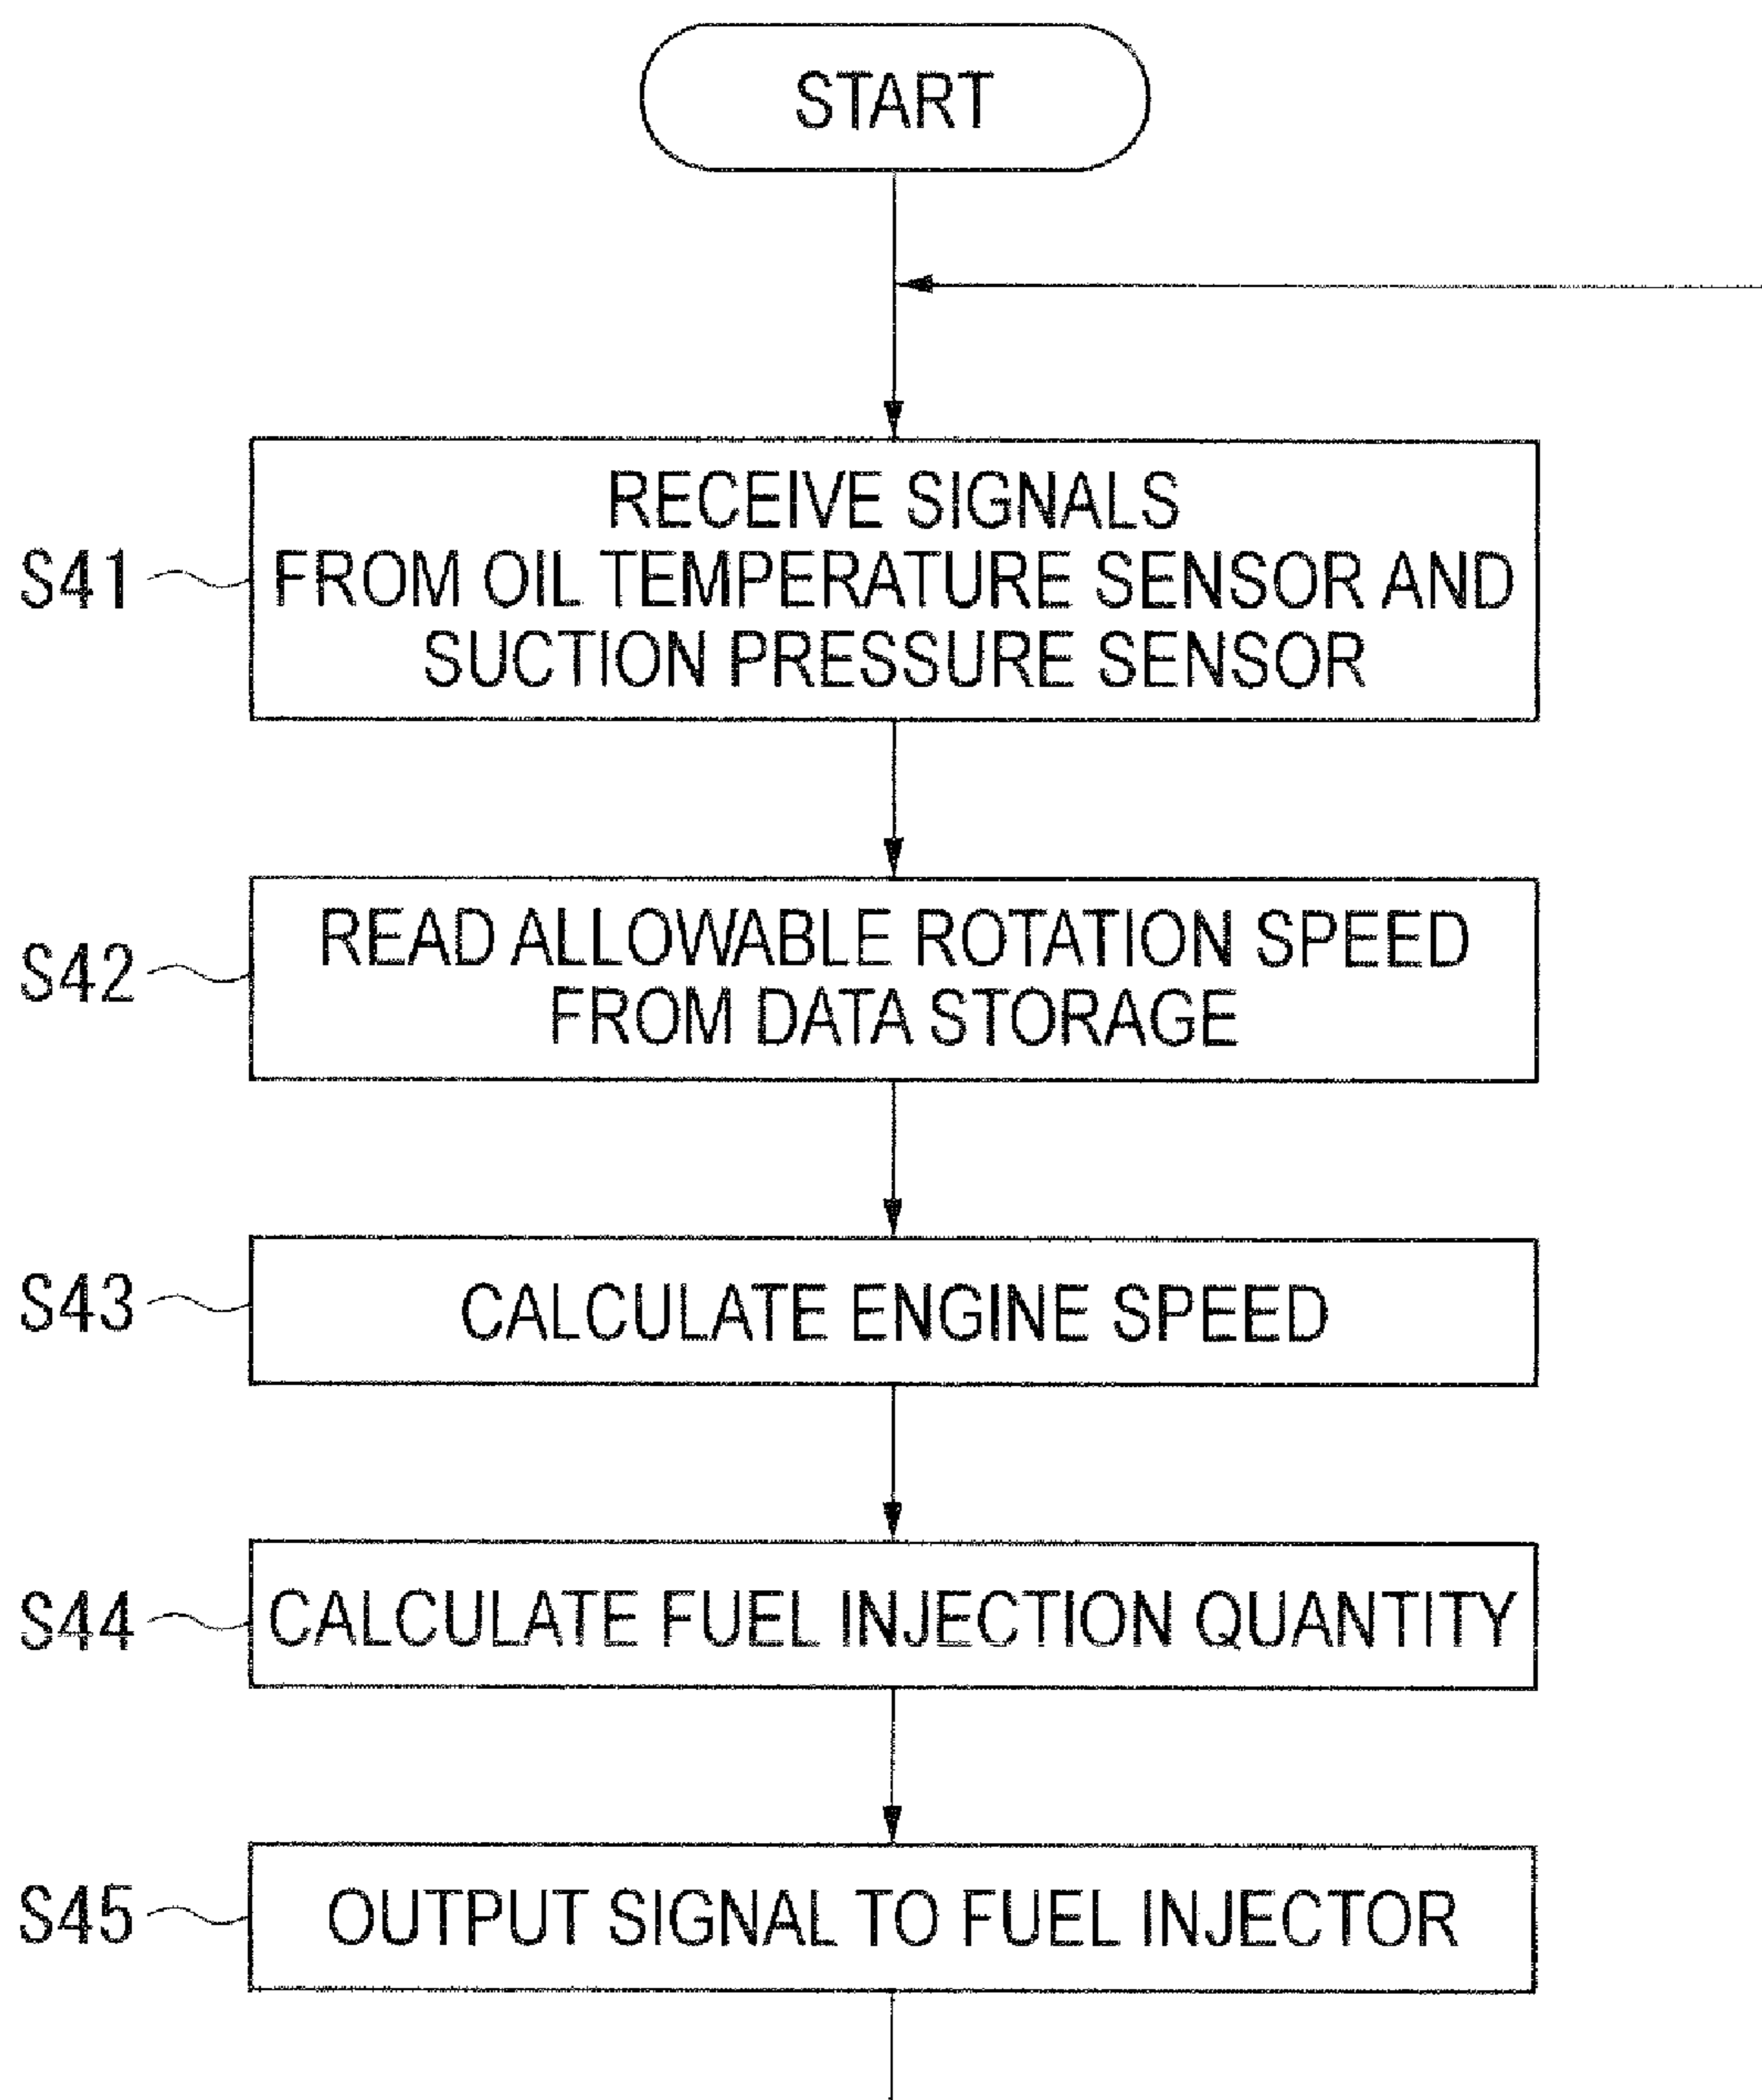 START
RECEIVE SIGNALS
S41 FROM OIL TEMPERATURE SENSOR AND
SUCTION PRESSURE SENSOR
READ ALLOWABLE ROTATION SPEED
S42
FROM DATA STORAGE
S43 CALCULATE ENGINE SPEED
S44 CALCULATE FUEL INJECTION QUANTITY
S45 OUTPUT SIGNAL TO FUEL INJECTOR